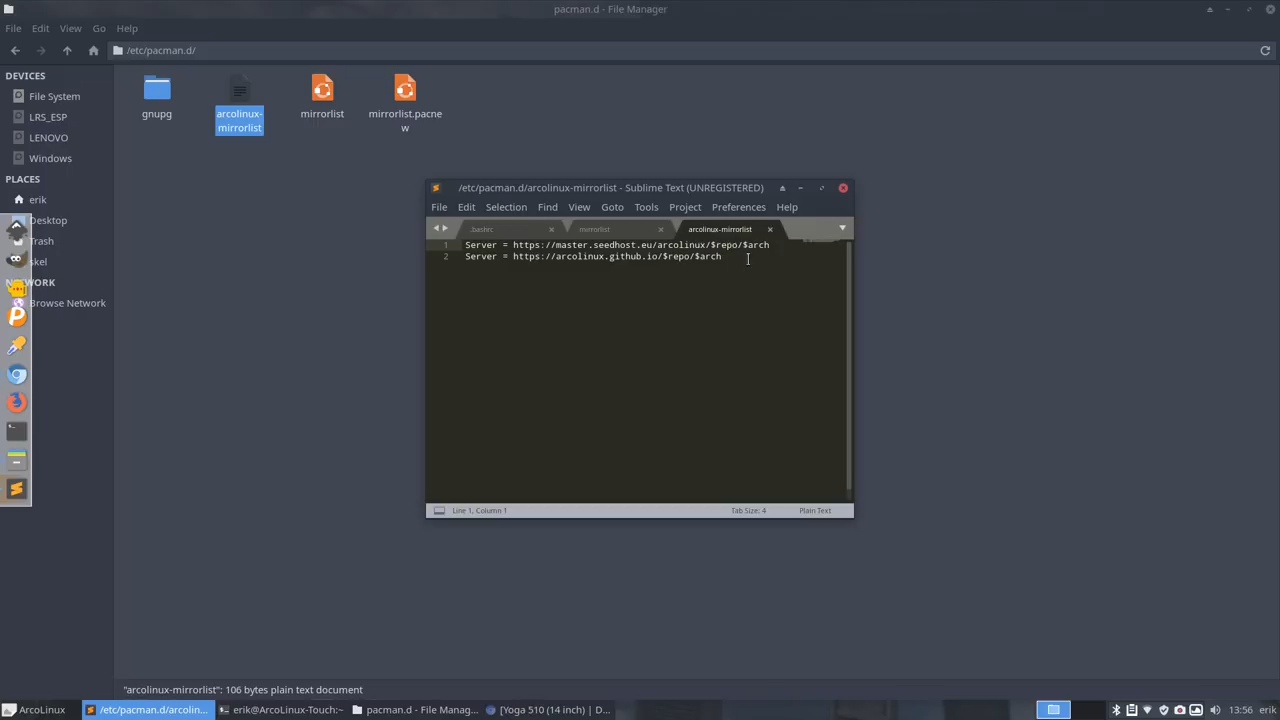 pacman.d - File Manager
File Edit View Go Help
/etc/pacman.d/
DEVICES
File System
LRS_ESP
LENOVO
Windows
PLACES
erik
Desktop
Trash
skel
NETWORK
Browse Network
gnupg
arcolinux-
mirrorlist
mirrorlist
mirrorlist.pacne
w
/etc/pacman.d/arcolinux-mirrorlist - Sublime Text (UNREGISTERED)
File Edit Selection Find View Goto Tools Project Preferences Help
.bashrc mirrorlist arcolinux-mirrorlist
1 Server = https://master.seedhost.eu/arcolinux/$repo/$arch
2 Server = https://arcolinux.github.io/$repo/$arch
Line 1, Column 1 Tab Size: 4 Plain Text
"arcolinux-mirrorlist": 106 bytes plain text document
ArcoLinux /etc/pacman.d/arcolin... erik@ArcoLinux-Touch:~ pacman.d - File Manag... [Yoga 510 (14 inch) | D... 13:56 erik